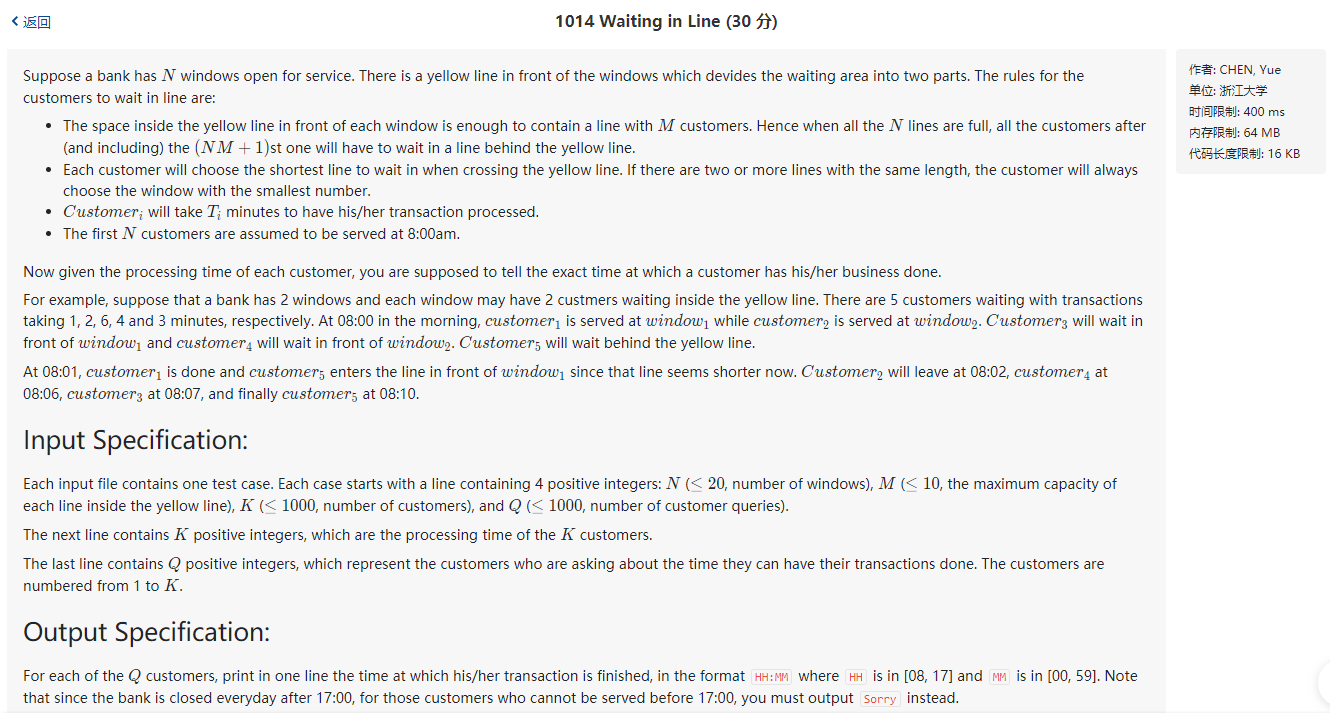 返回
1014 Waiting in Line (30 分)
Suppose a bank has N windows open for service. There is a yellow line in front of the windows which devides the waiting area into two parts. The rules for the
customers to wait in line are:
• The space inside the yellow line in front of each window is enough to contain a line with M customers. Hence when all the N lines are full, all the customers after
(and including) the (NM + 1)st one will have to wait in a line behind the yellow line.
• Each customer will choose the shortest line to wait in when crossing the yellow line. If there are two or more lines with the same length, the customer will always
choose the window with the smallest number.
• Customer_i will take T_i minutes to have his/her transaction processed.
• The first N customers are assumed to be served at 8:00am.
Now given the processing time of each customer, you are supposed to tell the exact time at which a customer has his/her business done.
For example, suppose that a bank has 2 windows and each window may have 2 custmers waiting inside the yellow line. There are 5 customers waiting with transactions
taking 1, 2, 6, 4 and 3 minutes, respectively. At 08:00 in the morning, customer_1 is served at window_1 while customer_2 is served at window_2. Customer_3 will wait in
front of window_1 and customer_4 will wait in front of window_2. Customer_5 will wait behind the yellow line.
At 08:01, customer_1 is done and customer_5 enters the line in front of window_1 since that line seems shorter now. Customer_2 will leave at 08:02, customer_4 at
08:06, customer_3 at 08:07, and finally customer_5 at 08:10.
Input Specification:
Each input file contains one test case. Each case starts with a line containing 4 positive integers: N (≤ 20, number of windows), M (≤ 10, the maximum capacity of
each line inside the yellow line), K (≤ 1000, number of customers), and Q (≤ 1000, number of customer queries).
The next line contains K positive integers, which are the processing time of the K customers.
The last line contains Q positive integers, which represent the customers who are asking about the time they can have their transactions done. The customers are
numbered from 1 to K.
Output Specification:
For each of the Q customers, print in one line the time at which his/her transaction is finished, in the format HH:MM where HH is in [08, 17] and MM is in [00, 59]. Note
that since the bank is closed everyday after 17:00, for those customers who cannot be served before 17:00, you must output Sorry instead.
作者: CHEN, Yue
单位: 浙江大学
时间限制: 400 ms
内存限制: 64 MB
代码长度限制: 16 KB